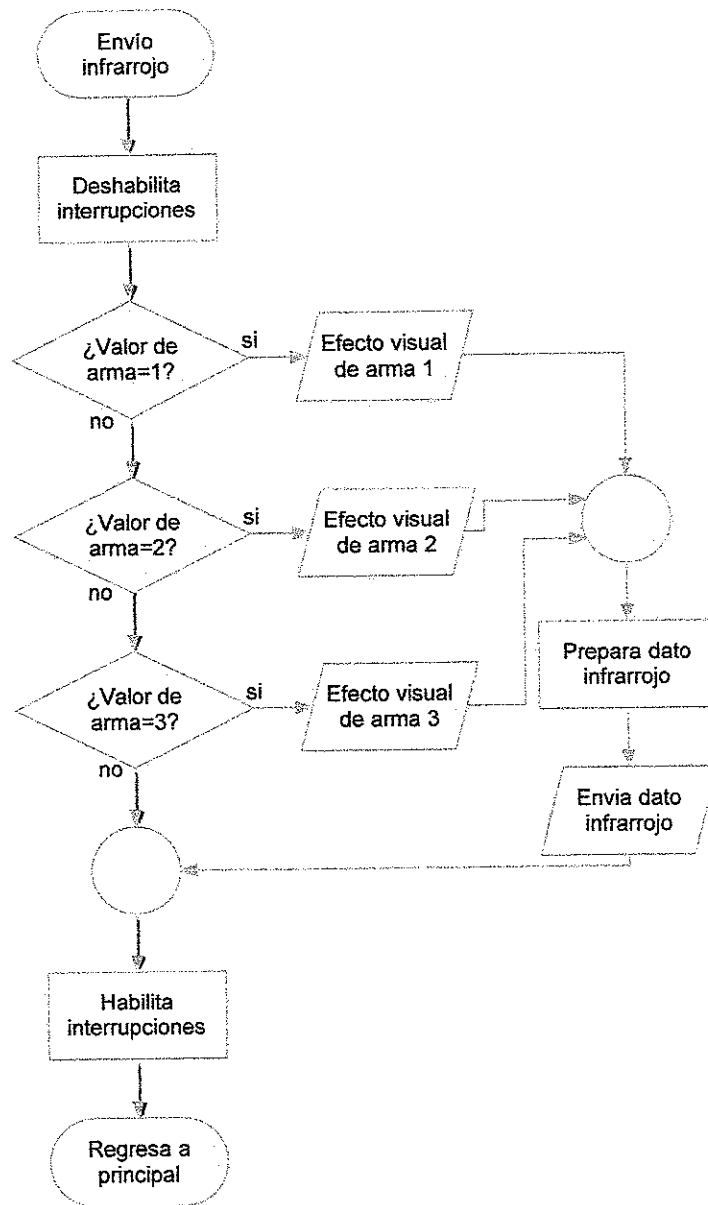 Envío
infrarrojo
Deshabilita
interrupciones
¿Valor de
arma=1?
si
Efecto visual
de arma 1
no
¿Valor de
arma=2?
si
Efecto visual
de arma 2
no
¿Valor de
arma=3?
si
Efecto visual
de arma 3
no
Prepara dato
infrarrojo
Envia dato
infrarrojo
Habilita
interrupciones
Regresa a
principal